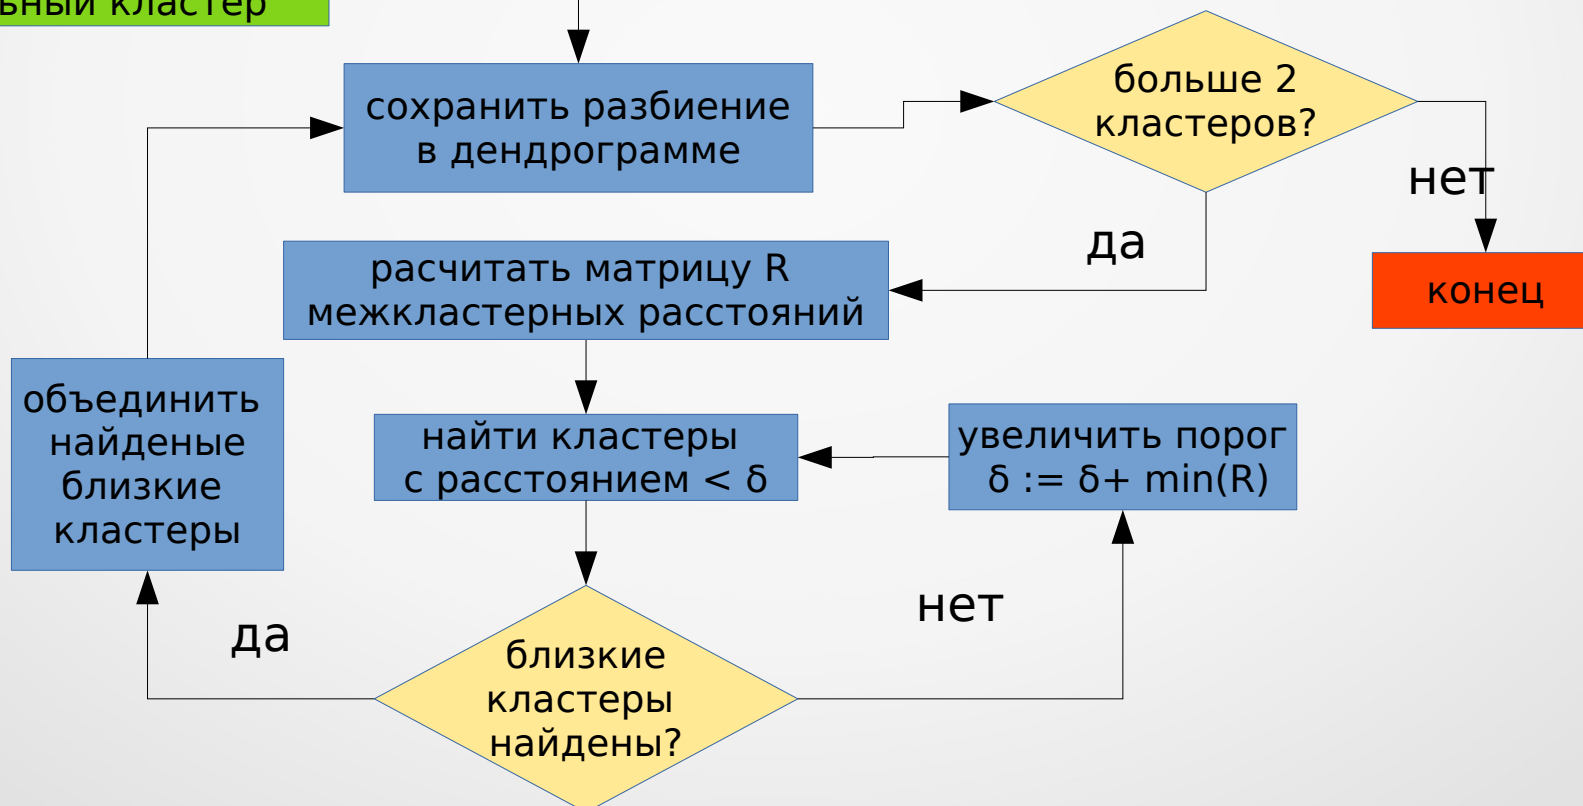 кластер
сохранить разбиение
в дендрограмме
больше 2
кластеров?
нет
да
расчитать матрицу R
межкластерных расстояний
конец
объединить
найденые
близкие
кластеры
найти кластеры
с расстоянием < δ
увеличить порог
δ := δ+ min(R)
да
нет
близкие
кластеры
найдены?